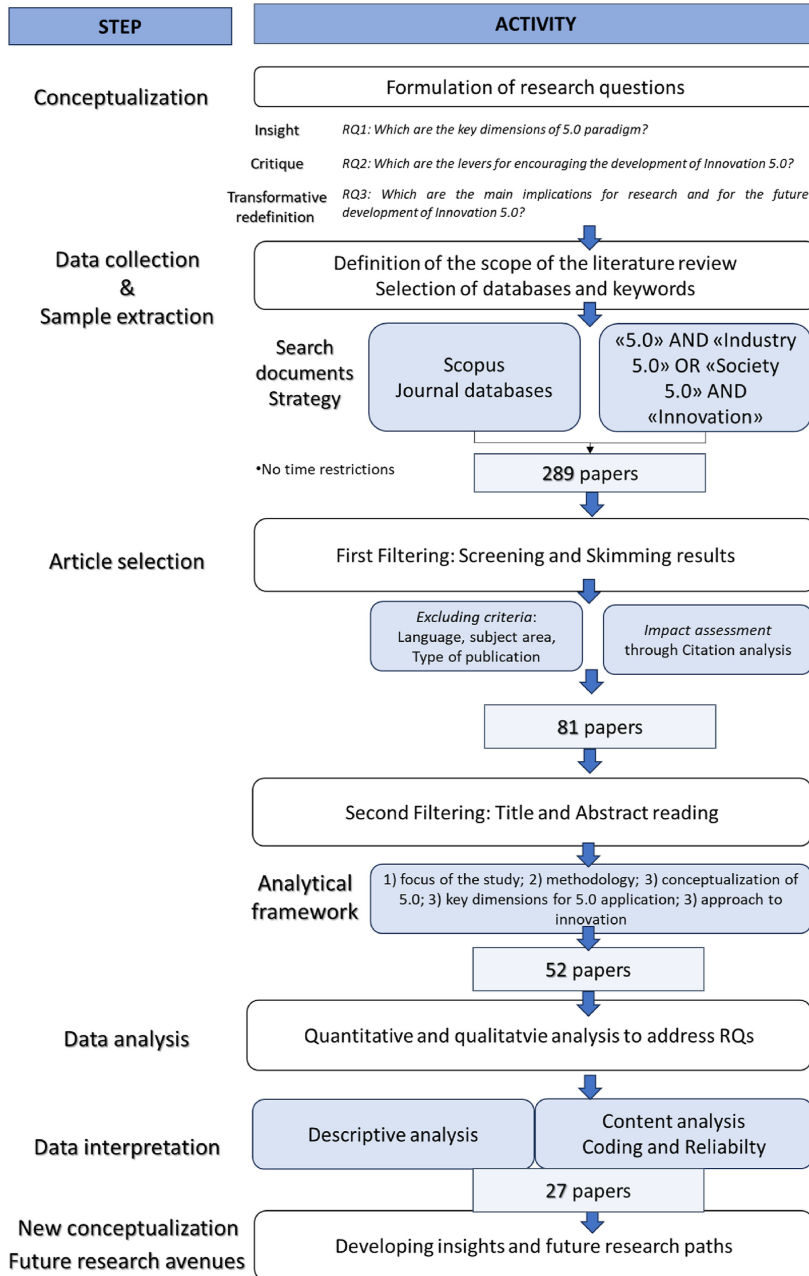 STEP
ACTIVITY
Conceptualization
Formulation of research questions
Insight
RQ1: Which are the key dimensions of 5.0 paradigm?
Critique
RQ2: Which are the levers for encouraging the development of Innovation 5.0?
Transformative
redefinition
RQ3: Which are the main implications for research and for the future
development of Innovation 5.0?
Data collection
&
Sample extraction
Definition of the scope of the literature review
Selection of databases and keywords
Search
documents
Strategy
Scopus
Journal databases
«5.0» AND «Industry
5.0» OR «Society
5.0» AND
«Innovation»
•No time restrictions
289 papers
Article selection
First Filtering: Screening and Skimming results
Excluding criteria:
Language, subject area,
Type of publication
Impact assessment
through Citation analysis
81 papers
Second Filtering: Title and Abstract reading
Analytical
framework
1) focus of the study; 2) methodology; 3) conceptualization of
5.0; 3) key dimensions for 5.0 application; 3) approach to
innovation
52 papers
Data analysis
Quantitative and qualitatvie analysis to address RQs
Data interpretation
Descriptive analysis
Content analysis
Coding and Reliabilty
27 papers
New conceptualization
Future research avenues
Developing insights and future research paths